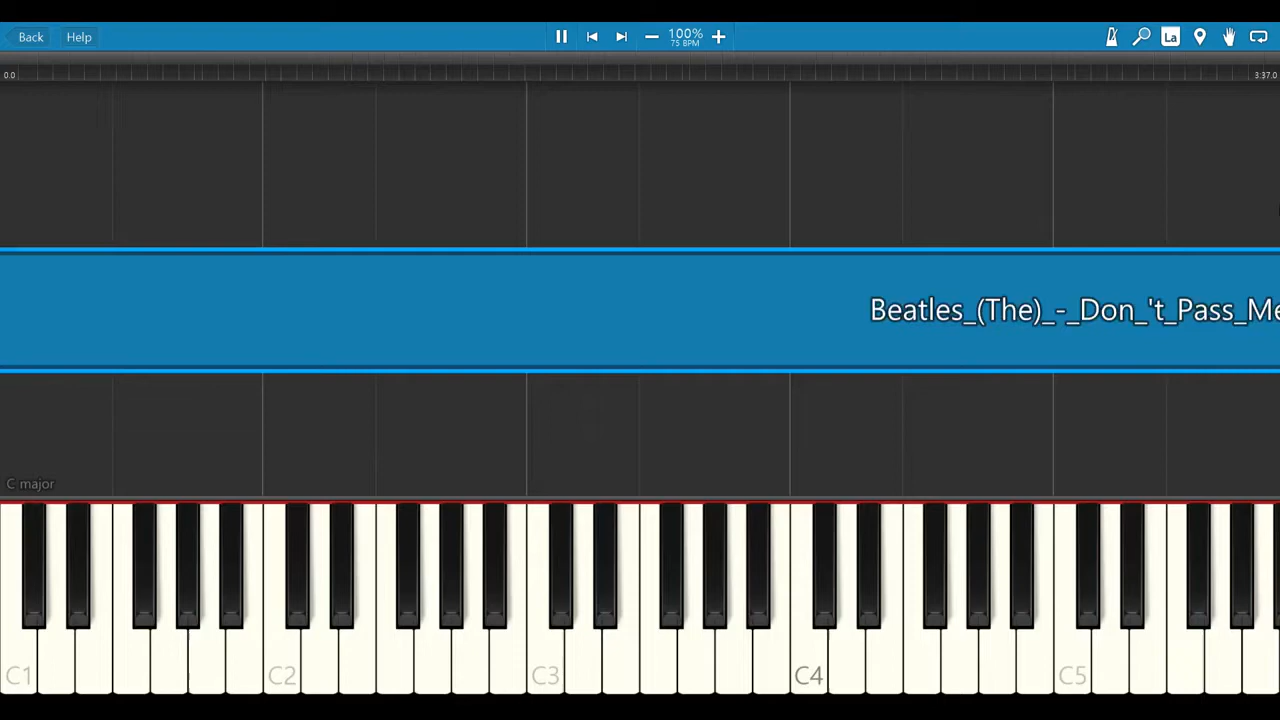 Back Help 100% La
75 BPM
0.0 3:37.0
Beatles_(The)_-_Don_'t_Pass_Me
C major
C1 C2 C3 C4 C5